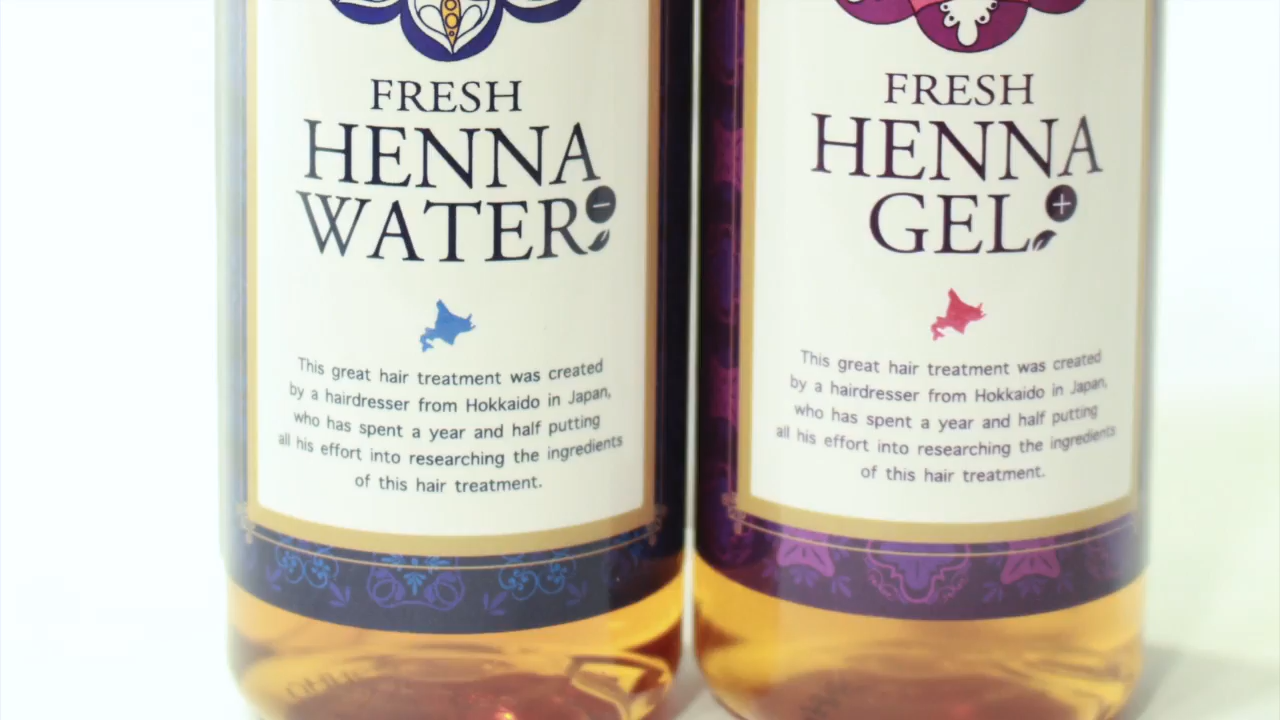 FRESH
HENNA
WATER
This great hair treatment was created
by a hairdresser from Hokkaido in Japan,
who has spent a year and half putting
all his effort into researching the ingredients
of this hair treatment.
FRESH
HENNA
GEL
This great hair treatment was created
by a hairdresser from Hokkaido in Japan,
who has spent a year and half putting
all his effort into researching the ingredients
of this hair treatment.